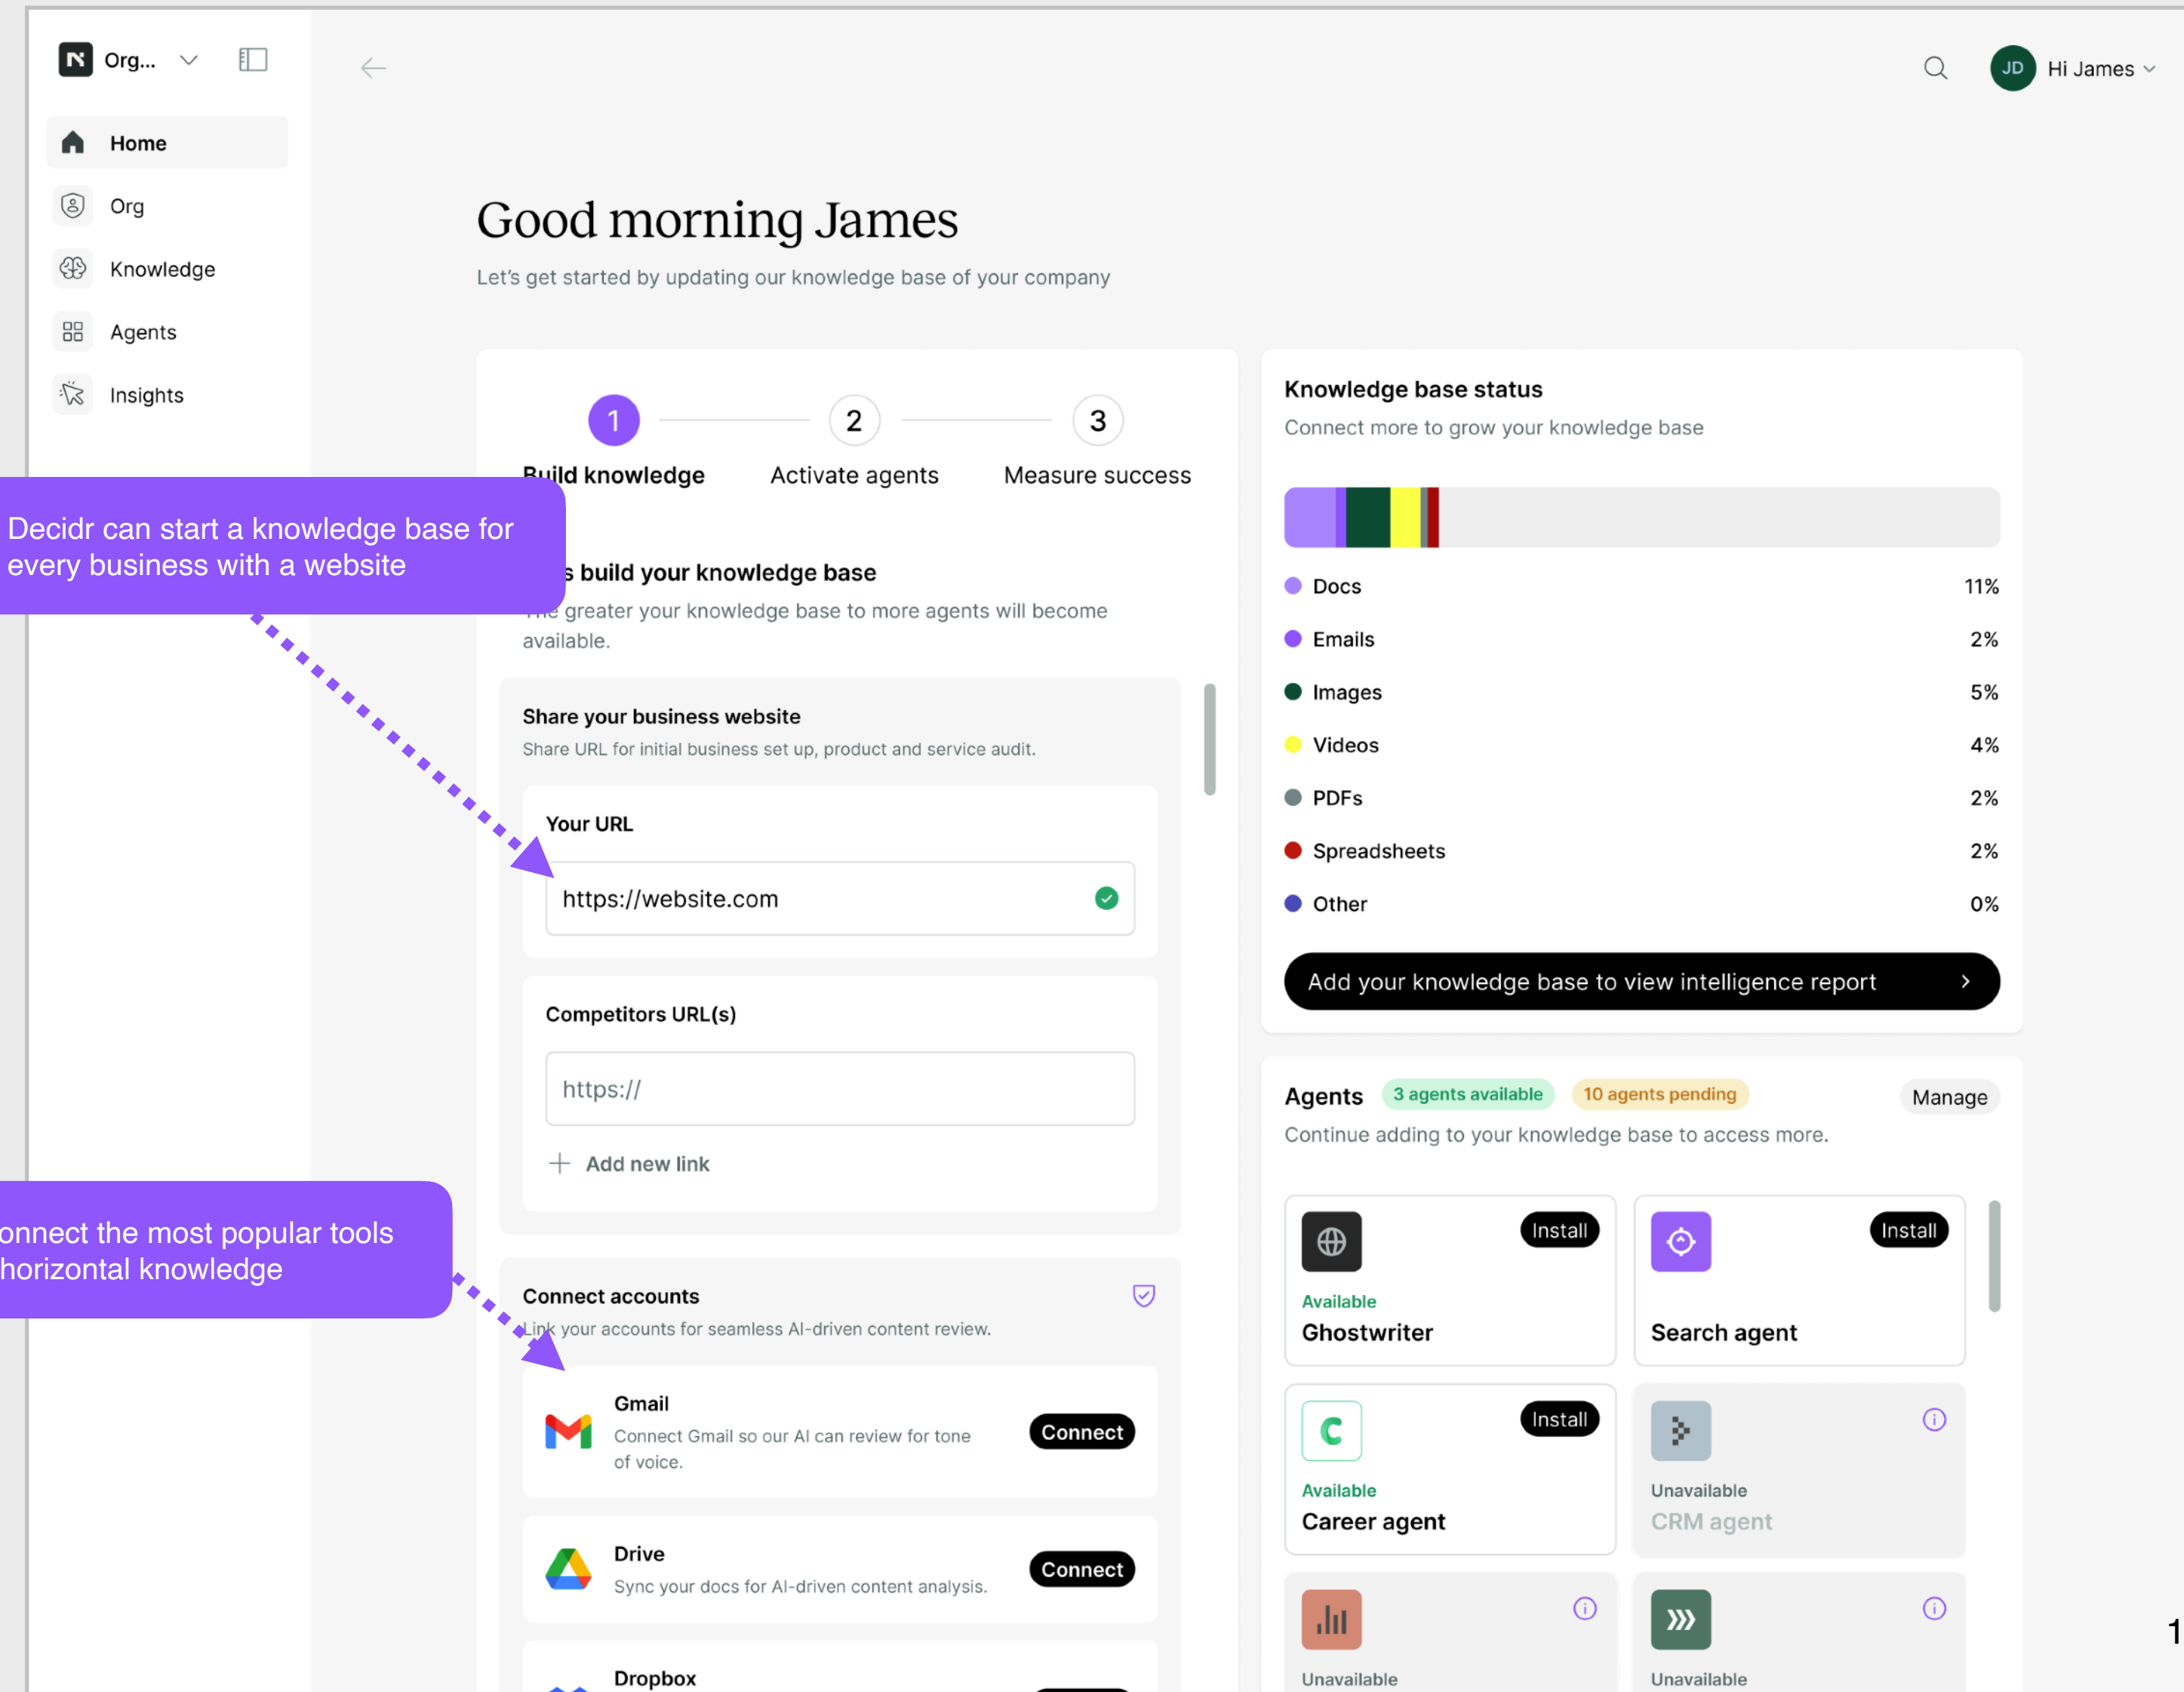 Org...
Hi James
JD
Home
Org
Knowledge
Agents
Insights
Good morning James
Let's get started by updating our knowledge base of your company
1
2
3
Build knowledge
Activate agents
Measure success
Decidr can start a knowledge base for
every business with a website
build your knowledge base
greater your knowledge base to more agents will become
available.
Share your business website
Share URL for initial business set up, product and service audit.
Your URL
https://website.com
Competitors URL(s)
https://
Add new link
onnect the most popular tools
horizontal knowledge
Connect accounts
Link your accounts for seamless AI-driven content review.
Gmail
Connect Gmail so our AI can review for tone
of voice.
Connect
Drive
Sync your docs for AI-driven content analysis.
Connect
Dropbox
Knowledge base status
Connect more to grow your knowledge base
Docs 11%
Emails 2%
Images 5%
Videos 4%
PDFs 2%
Spreadsheets 2%
Other 0%
Add your knowledge base to view intelligence report
Agents 3 agents available 10 agents pending Manage
Continue adding to your knowledge base to access more.
Install
Available
Ghostwriter
Install
Search agent
Install
Available
Career agent
Unavailable
CRM agent
Unavailable
Unavailable
1